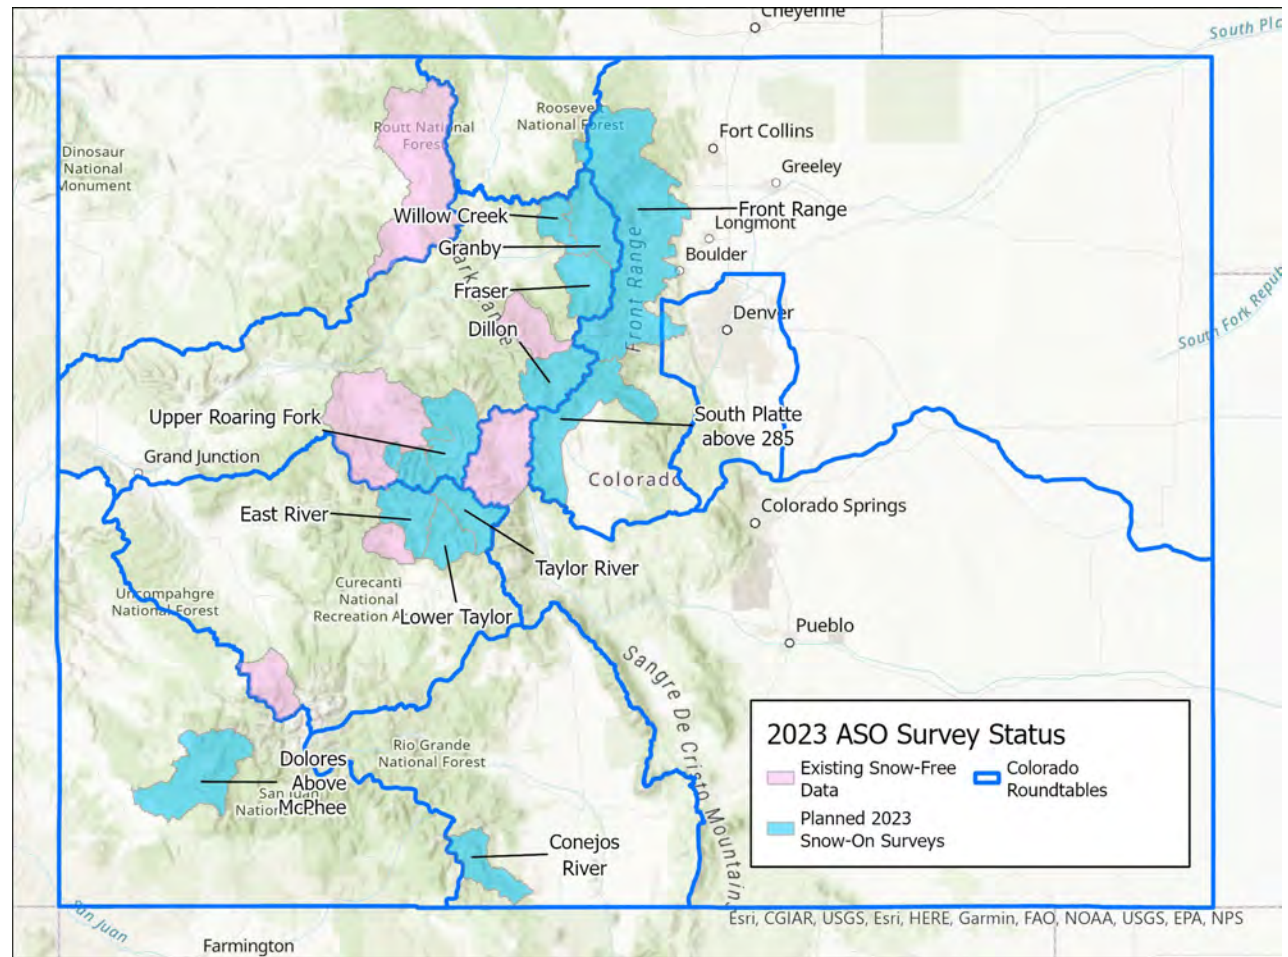 Cheyenne
South Pla
Roosevelt
National Forest
Routt National
Forest
Fort Collins
Dinosaur
National
Monument
Greeley
Willow Creek
Front Range
Longmont
Granby
Boulder
Park Range
Front Range
Fraser
South Fork Repub
Dillon
Denver
Upper Roaring Fork
South Platte
above 285
Grand Junction
Colorado
East River
Colorado Springs
Taylor River
Curecanti
National
Recreation A
Uncompahgre
National Forest
Lower Taylor
Pueblo
Sangre De Cristo Mountain
2023 ASO Survey Status
Existing Snow-Free
Data
Colorado
Roundtables
Planned 2023
Snow-On Surveys
Rio Grande
National Forest
Dolores
Above
McPhee
San Juan
National
Conejos
River
Esri, CGIAR, USGS, Esri, HERE, Garmin, FAO, NOAA, USGS, EPA, NPS
San Juan
Farmington